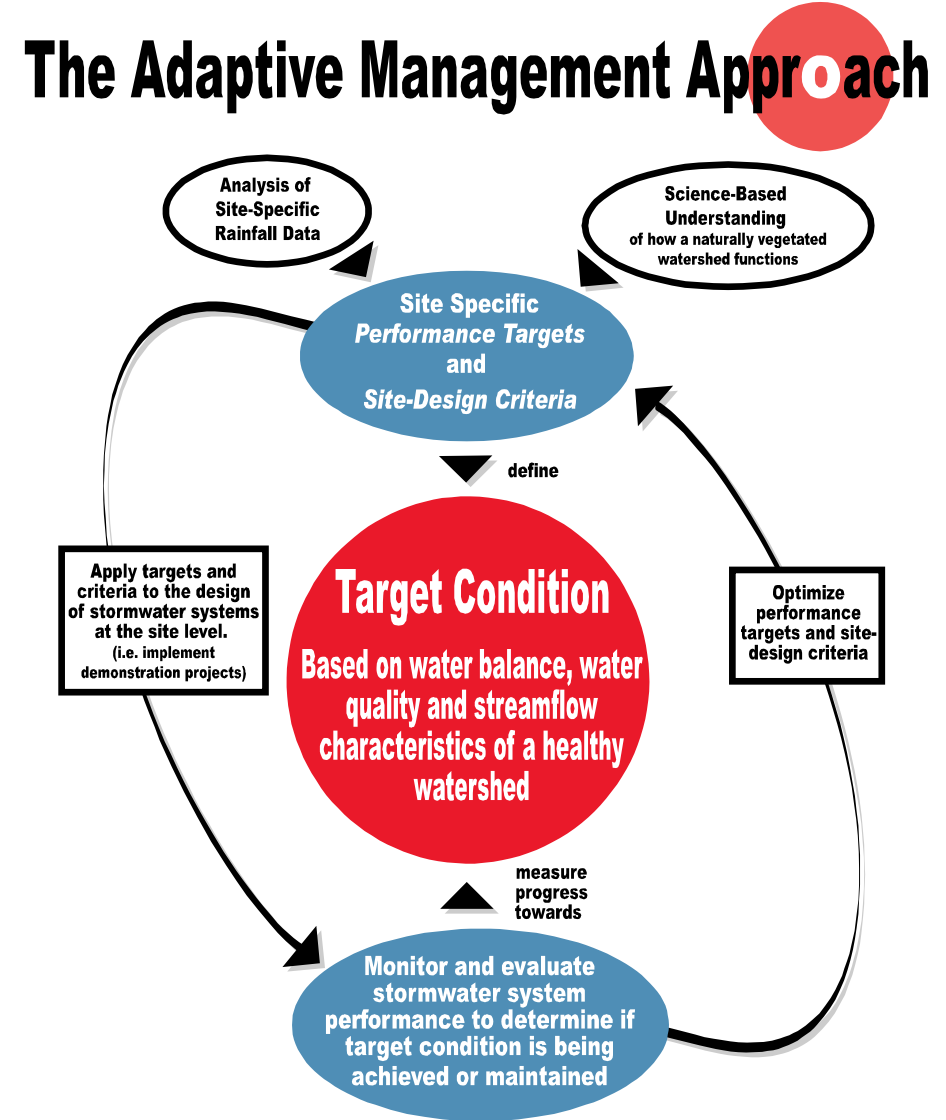 The Adaptive Management Approach
Analysis of
Site-Specific
Rainfall Data
Science-Based
Understanding
of how a naturally vegetated
watershed functions
Site Specific
Performance Targets
and
Site-Design Criteria
define
Target Condition
Based on water balance, water
quality and streamflow
characteristics of a healthy
watershed
Apply targets and
criteria to the design
of stormwater systems
at the site level.
(i.e. implement
demonstration projects)
Optimize
performance
targets and site-
design criteria
measure
progress
towards
Monitor and evaluate
stormwater system
performance to determine if
target condition is being
achieved or maintained